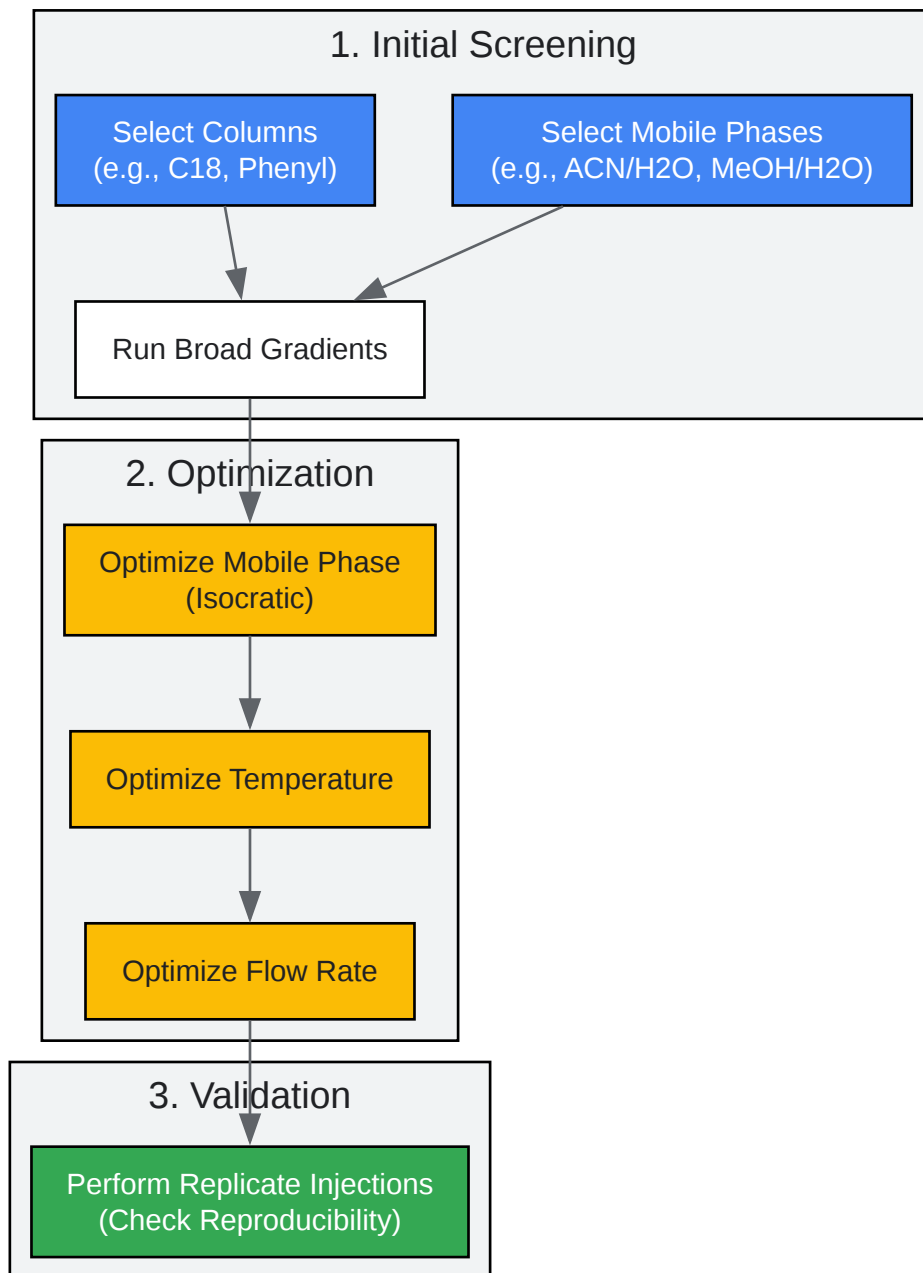 1. Initial Screening
Select Columns
(e.g., C18, Phenyl)
Select Mobile Phases
(e.g., ACN/H2O, MeOH/H2O)
Run Broad Gradients
2. Optimization
Optimize Mobile Phase
(Isocratic)
Optimize Temperature
Optimize Flow Rate
3. Validation
Perform Replicate Injections
(Check Reproducibility)